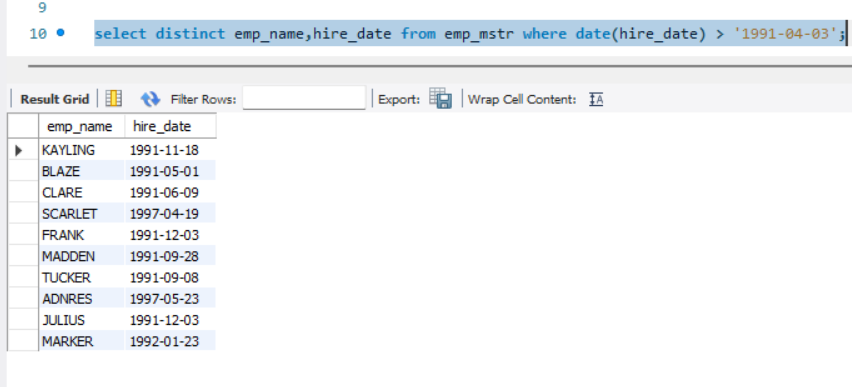 9
10 select distinct emp_name,hire_date from emp_mstr where date(hire_date) > '1991-04-03';
Result Grid Filter Rows: Export: Wrap Cell Content: IA
emp_name hire_date
KAYLING 1991-11-18
BLAZE 1991-05-01
CLARE 1991-06-09
SCARLET 1997-04-19
FRANK 1991-12-03
MADDEN 1991-09-28
TUCKER 1991-09-08
ADNRES 1997-05-23
JULIUS 1991-12-03
MARKER 1992-01-23